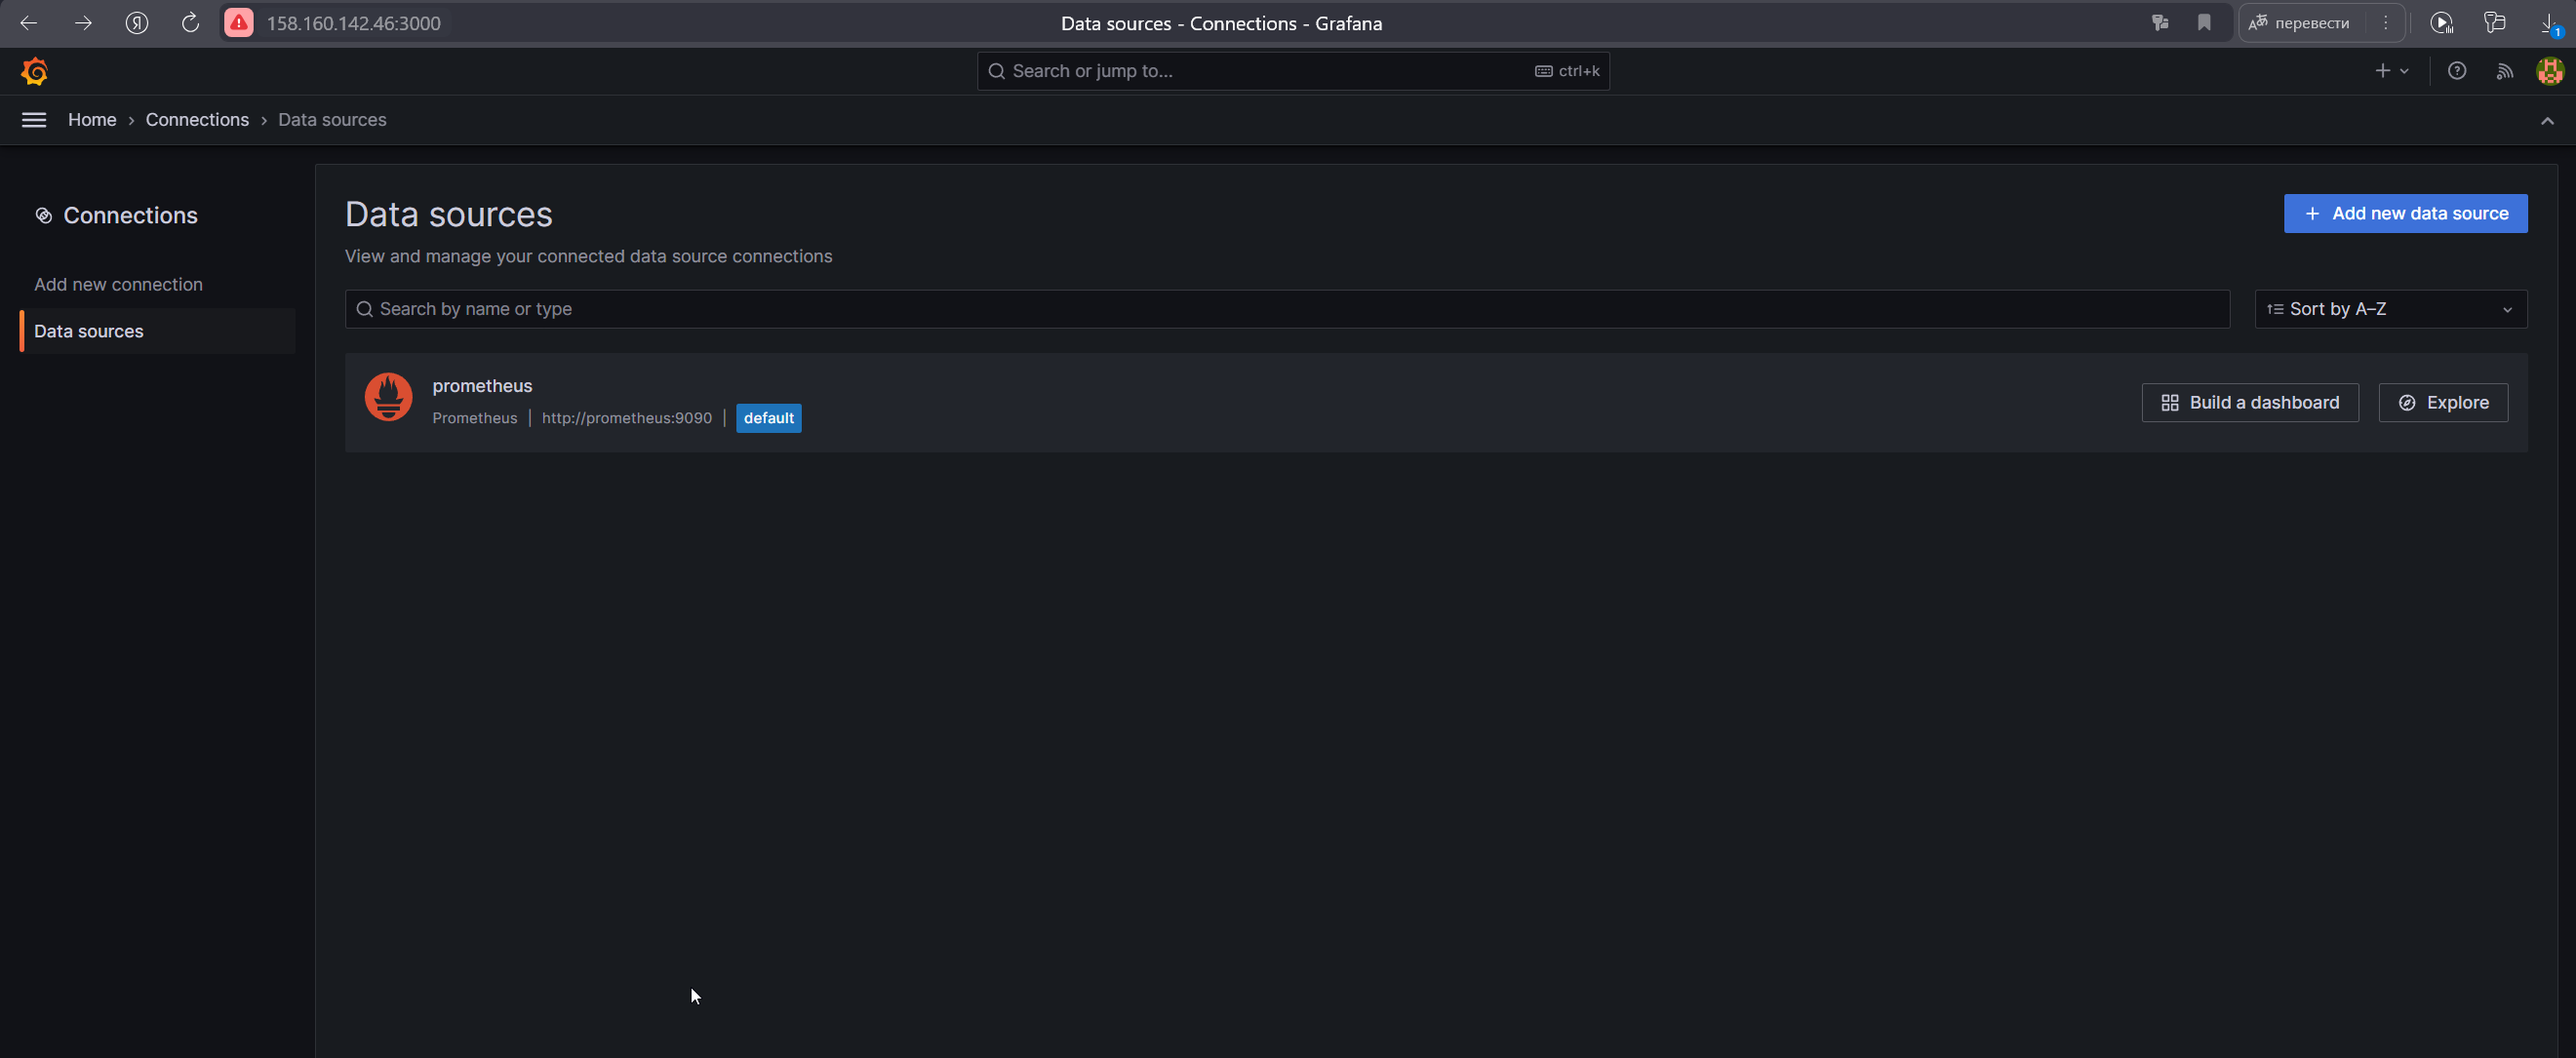 Я
158.160.142.46:3000
Data sources - Connections - Grafana
перевести
1
Search or jump to...
ctrl+k
Home › Connections › Data sources
Connections
Add new connection
Data sources
Data sources
Add new data source
View and manage your connected data source connections
Search by name or type
Sort by A–Z
prometheus
Prometheus | http://prometheus:9090 | default
Build a dashboard
Explore